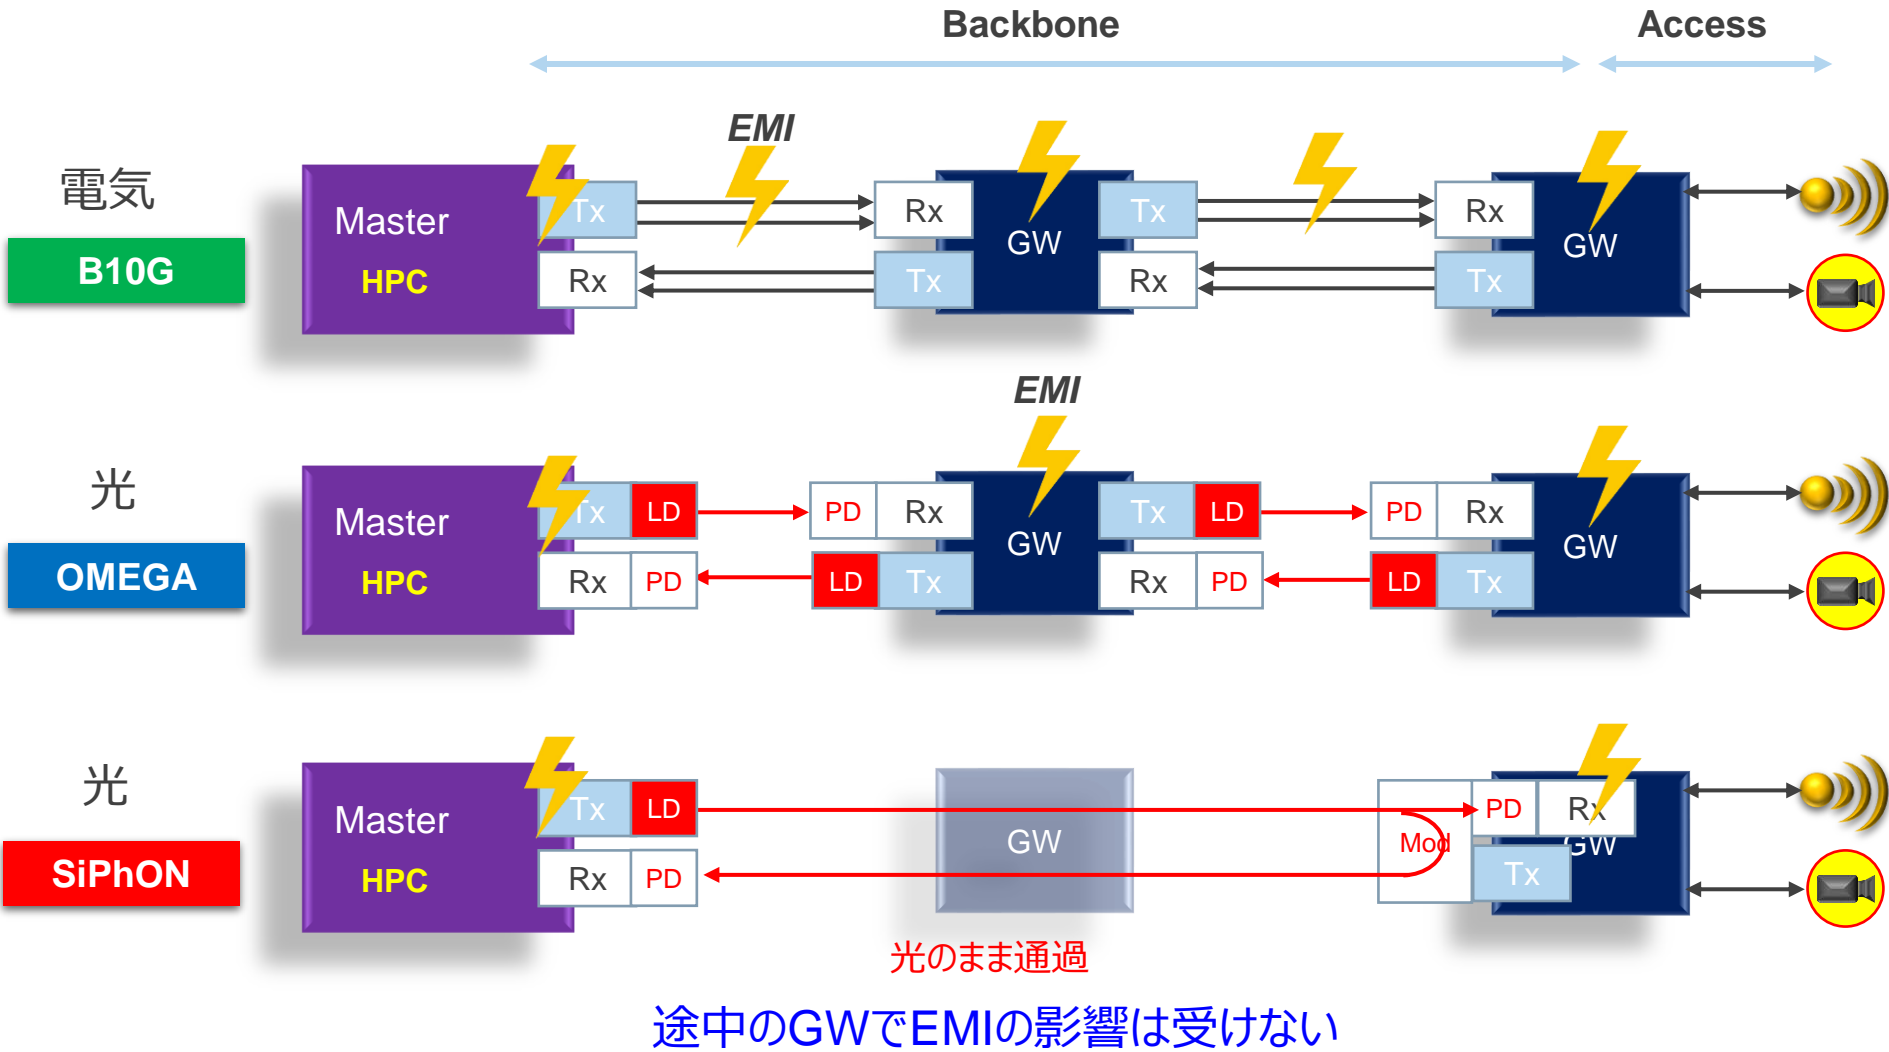 Backbone
Access
電気
B10G
Master
HPC
Tx
Rx
EMI
Rx
Tx
GW
Tx
Rx
Rx
Tx
GW
光
OMEGA
Master
HPC
Tx
LD
Rx
PD
EMI
PD
Rx
LD
Tx
GW
Tx
LD
Rx
PD
PD
Rx
LD
Tx
GW
光
SiPhON
Master
HPC
Tx
LD
Rx
PD
GW
Mod
PD
Rx
Tx
GW
光のまま通過
途中のGWでEMIの影響は受けない